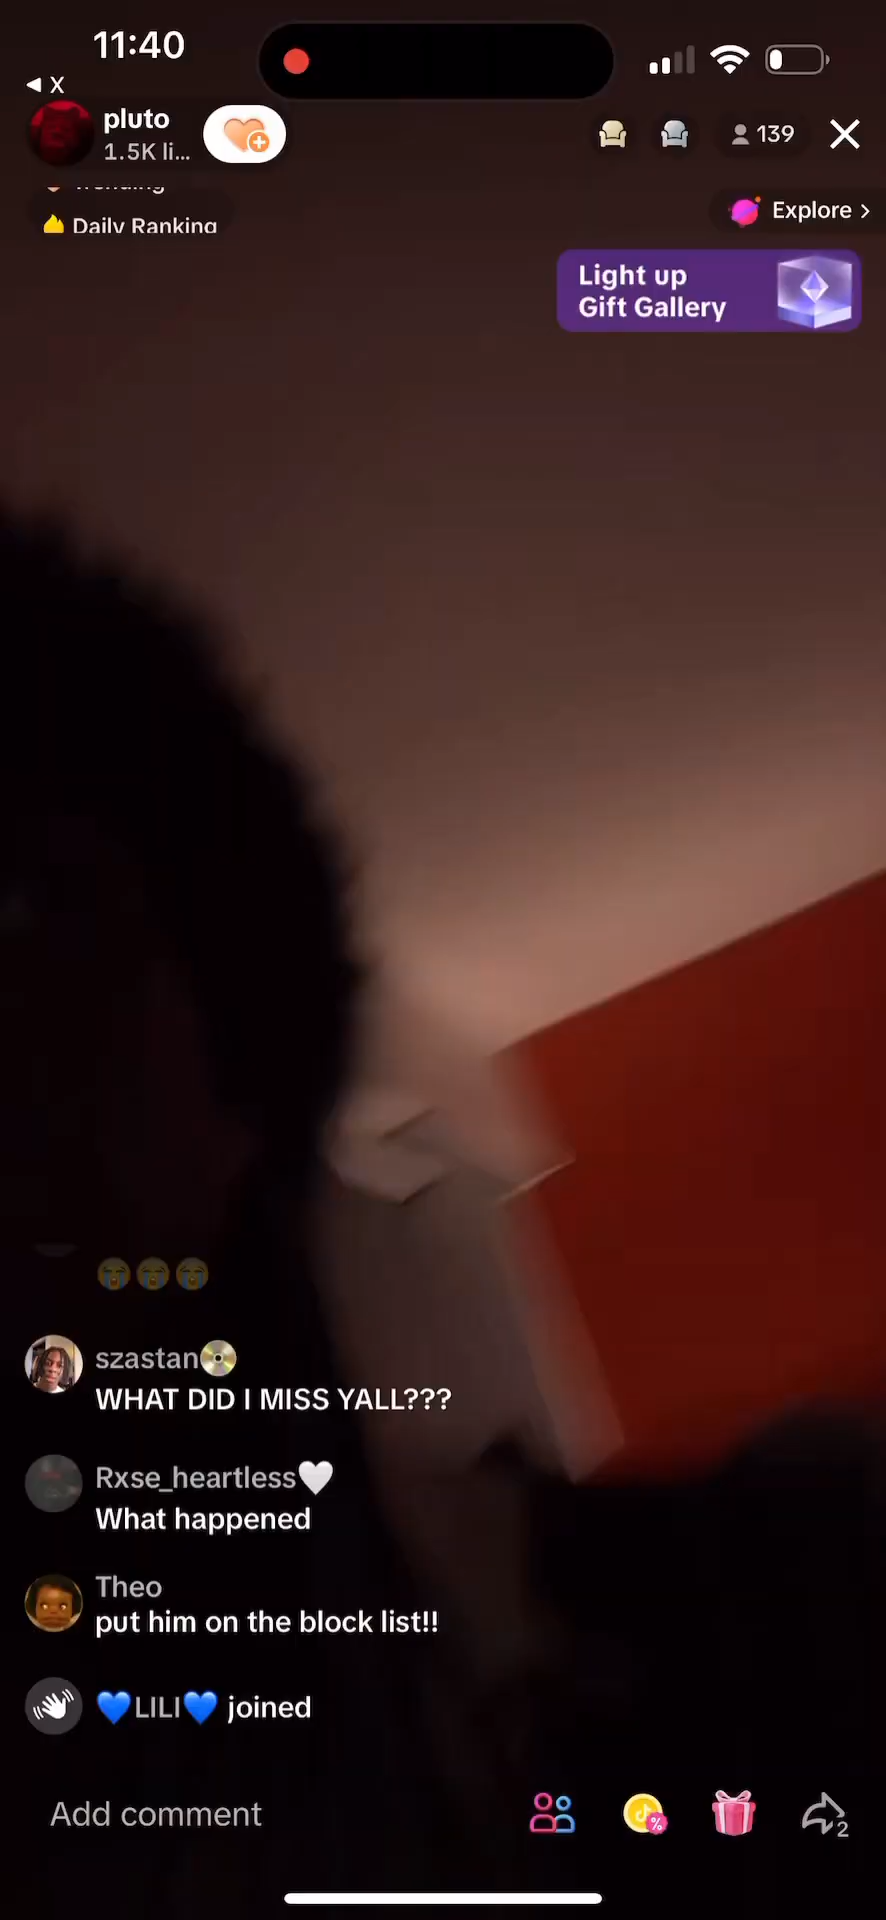 11:40
◀ X
pluto
1.5K li...
139
Trending
Daily Ranking
Explore >
Light up
Gift Gallery
😭😭😭
szastan📀
WHAT DID I MISS YALL???
Rxse_heartless🤍
What happened
Theo
put him on the block list!!
💙LILI💙 joined
Add comment
2